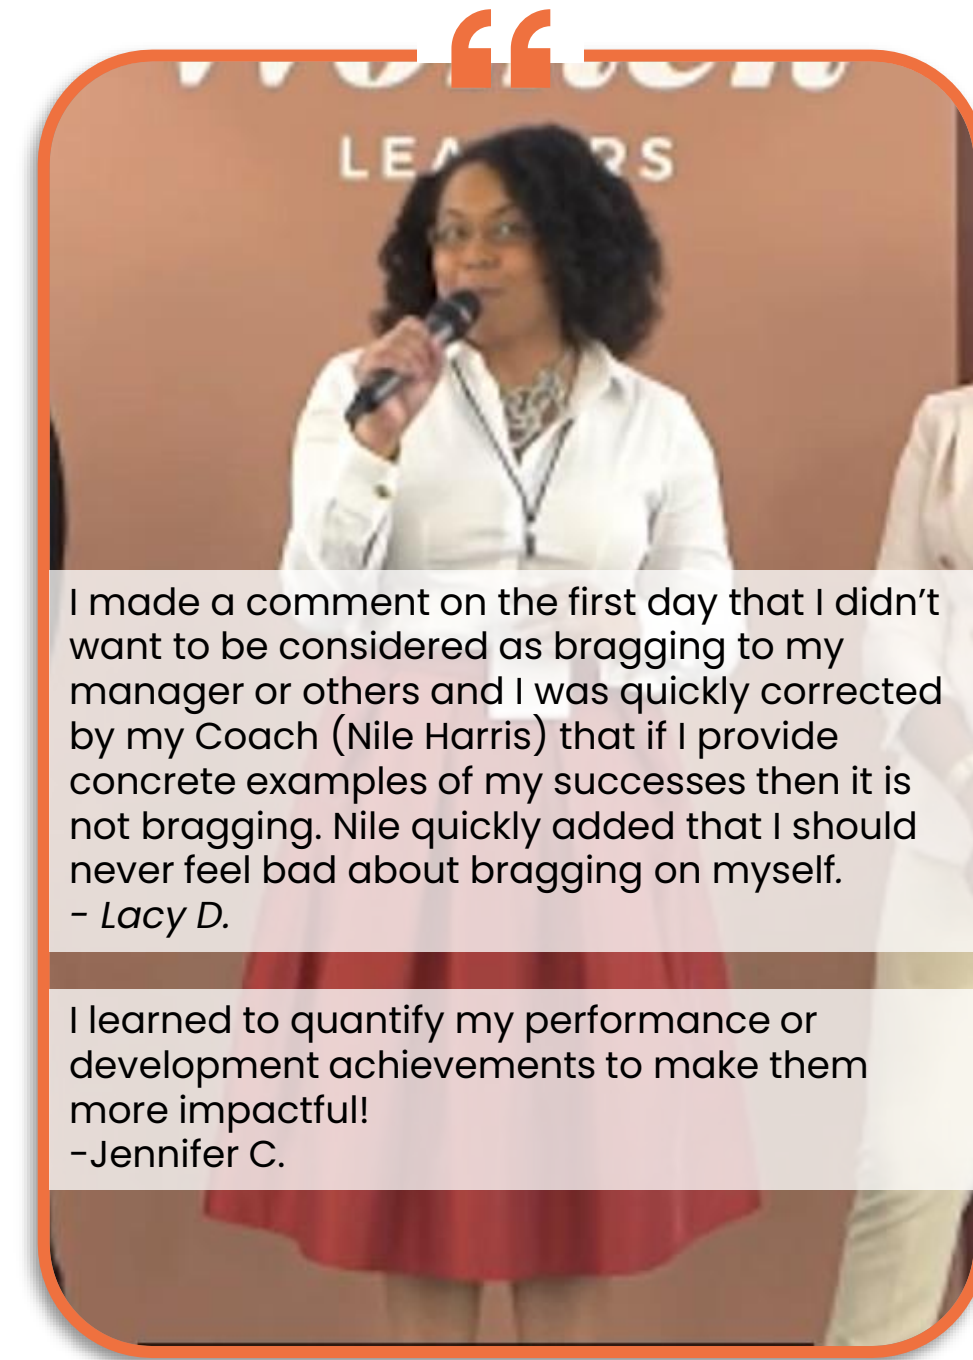 Women
LEADERS
I made a comment on the first day that I didn’t
want to be considered as bragging to my
manager or others and I was quickly corrected
by my Coach (Nile Harris) that if I provide
concrete examples of my successes then it is
not bragging. Nile quickly added that I should
never feel bad about bragging on myself.
- Lacy D.
I learned to quantify my performance or
development achievements to make them
more impactful!
-Jennifer C.